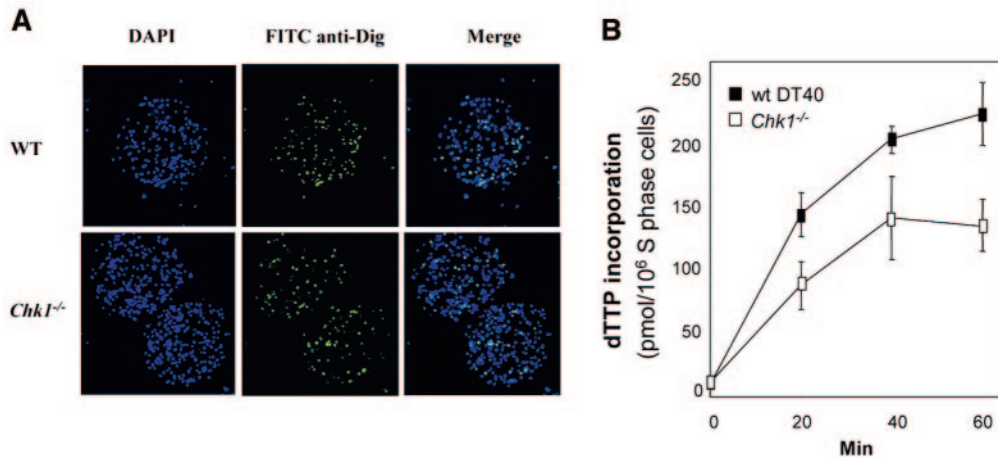 A
DAPI FITC anti-Dig Merge
WT
Chk1-/-
B
wt DT40
Chk1-/-
dTTP incorporation
(pmol/10⁶ S phase cells)
250
200
150
100
50
0
0 20 40 60
Min